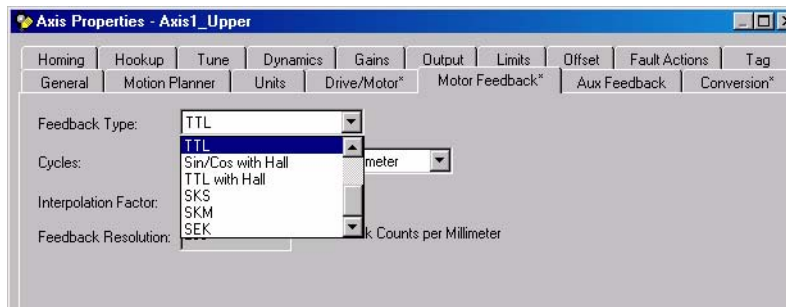 Axis Properties - Axis1_Upper
Homing Hookup Tune Dynamics Gains Output Limits Offset Fault Actions Tag
General Motion Planner Units Drive/Motor* Motor Feedback* Aux Feedback Conversion*
Feedback Type: TTL
TTL
Sin/Cos with Hall
Cycles:
TTL with Hall
SKS
Interpolation Factor:
SKM
Feedback Resolution:
SEK
Counts per Millimeter